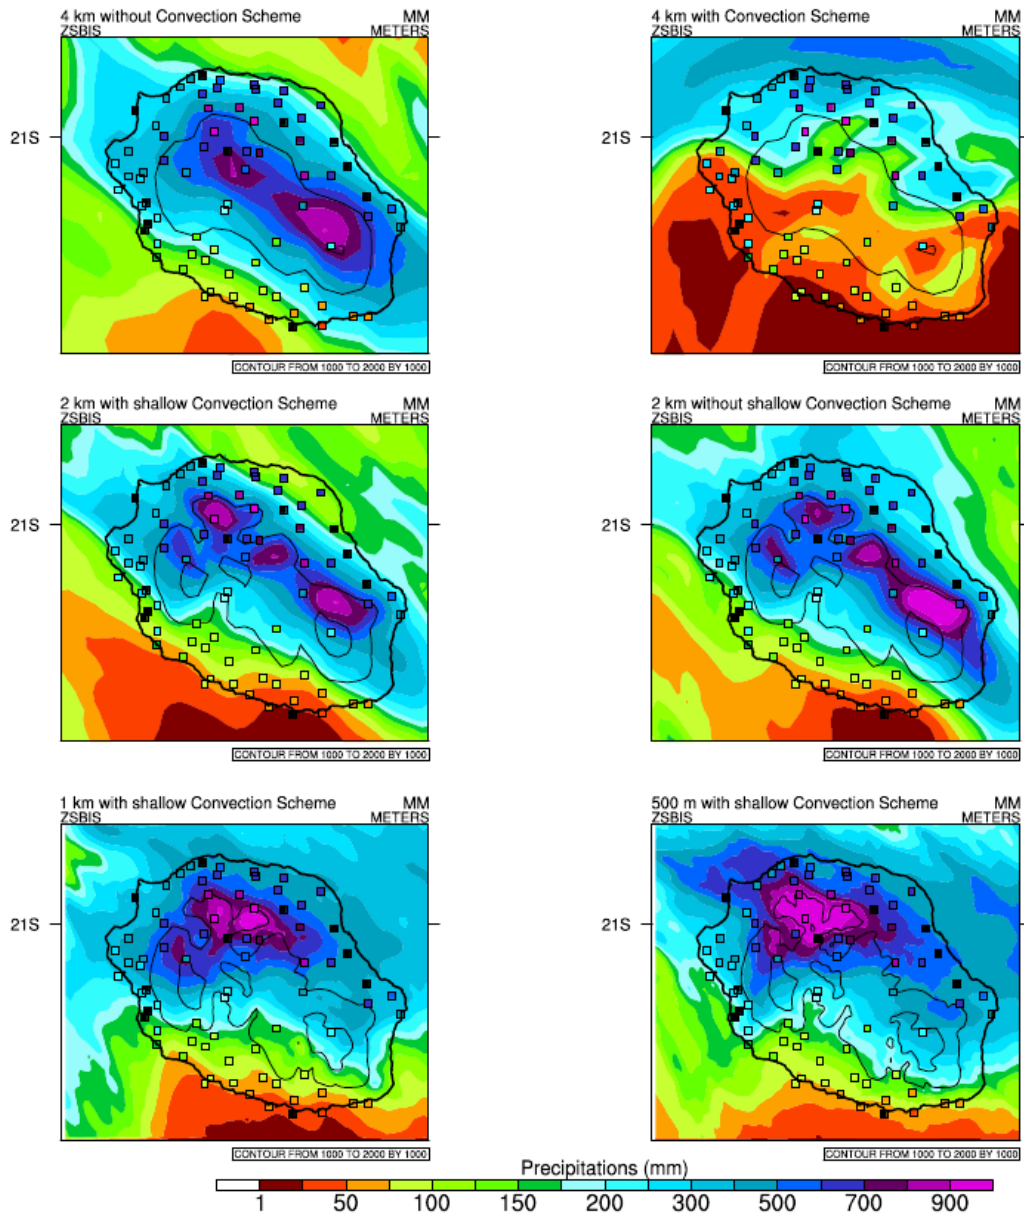 4 km without Convection Scheme MM
ZSBIS METERS
21S
CONTOUR FROM 1000 TO 2000 BY 1000
4 km with Convection Scheme MM
ZSBIS METERS
21S
CONTOUR FROM 1000 TO 2000 BY 1000
2 km with shallow Convection Scheme MM
ZSBIS METERS
21S
CONTOUR FROM 1000 TO 2000 BY 1000
2 km without shallow Convection Scheme MM
ZSBIS METERS
21S
CONTOUR FROM 1000 TO 2000 BY 1000
1 km with shallow Convection Scheme MM
ZSBIS METERS
21S
CONTOUR FROM 1000 TO 2000 BY 1000
500 m with shallow Convection Scheme MM
ZSBIS METERS
21S
CONTOUR FROM 1000 TO 2000 BY 1000
Precipitations (mm)
1 50 100 150 200 300 500 700 900